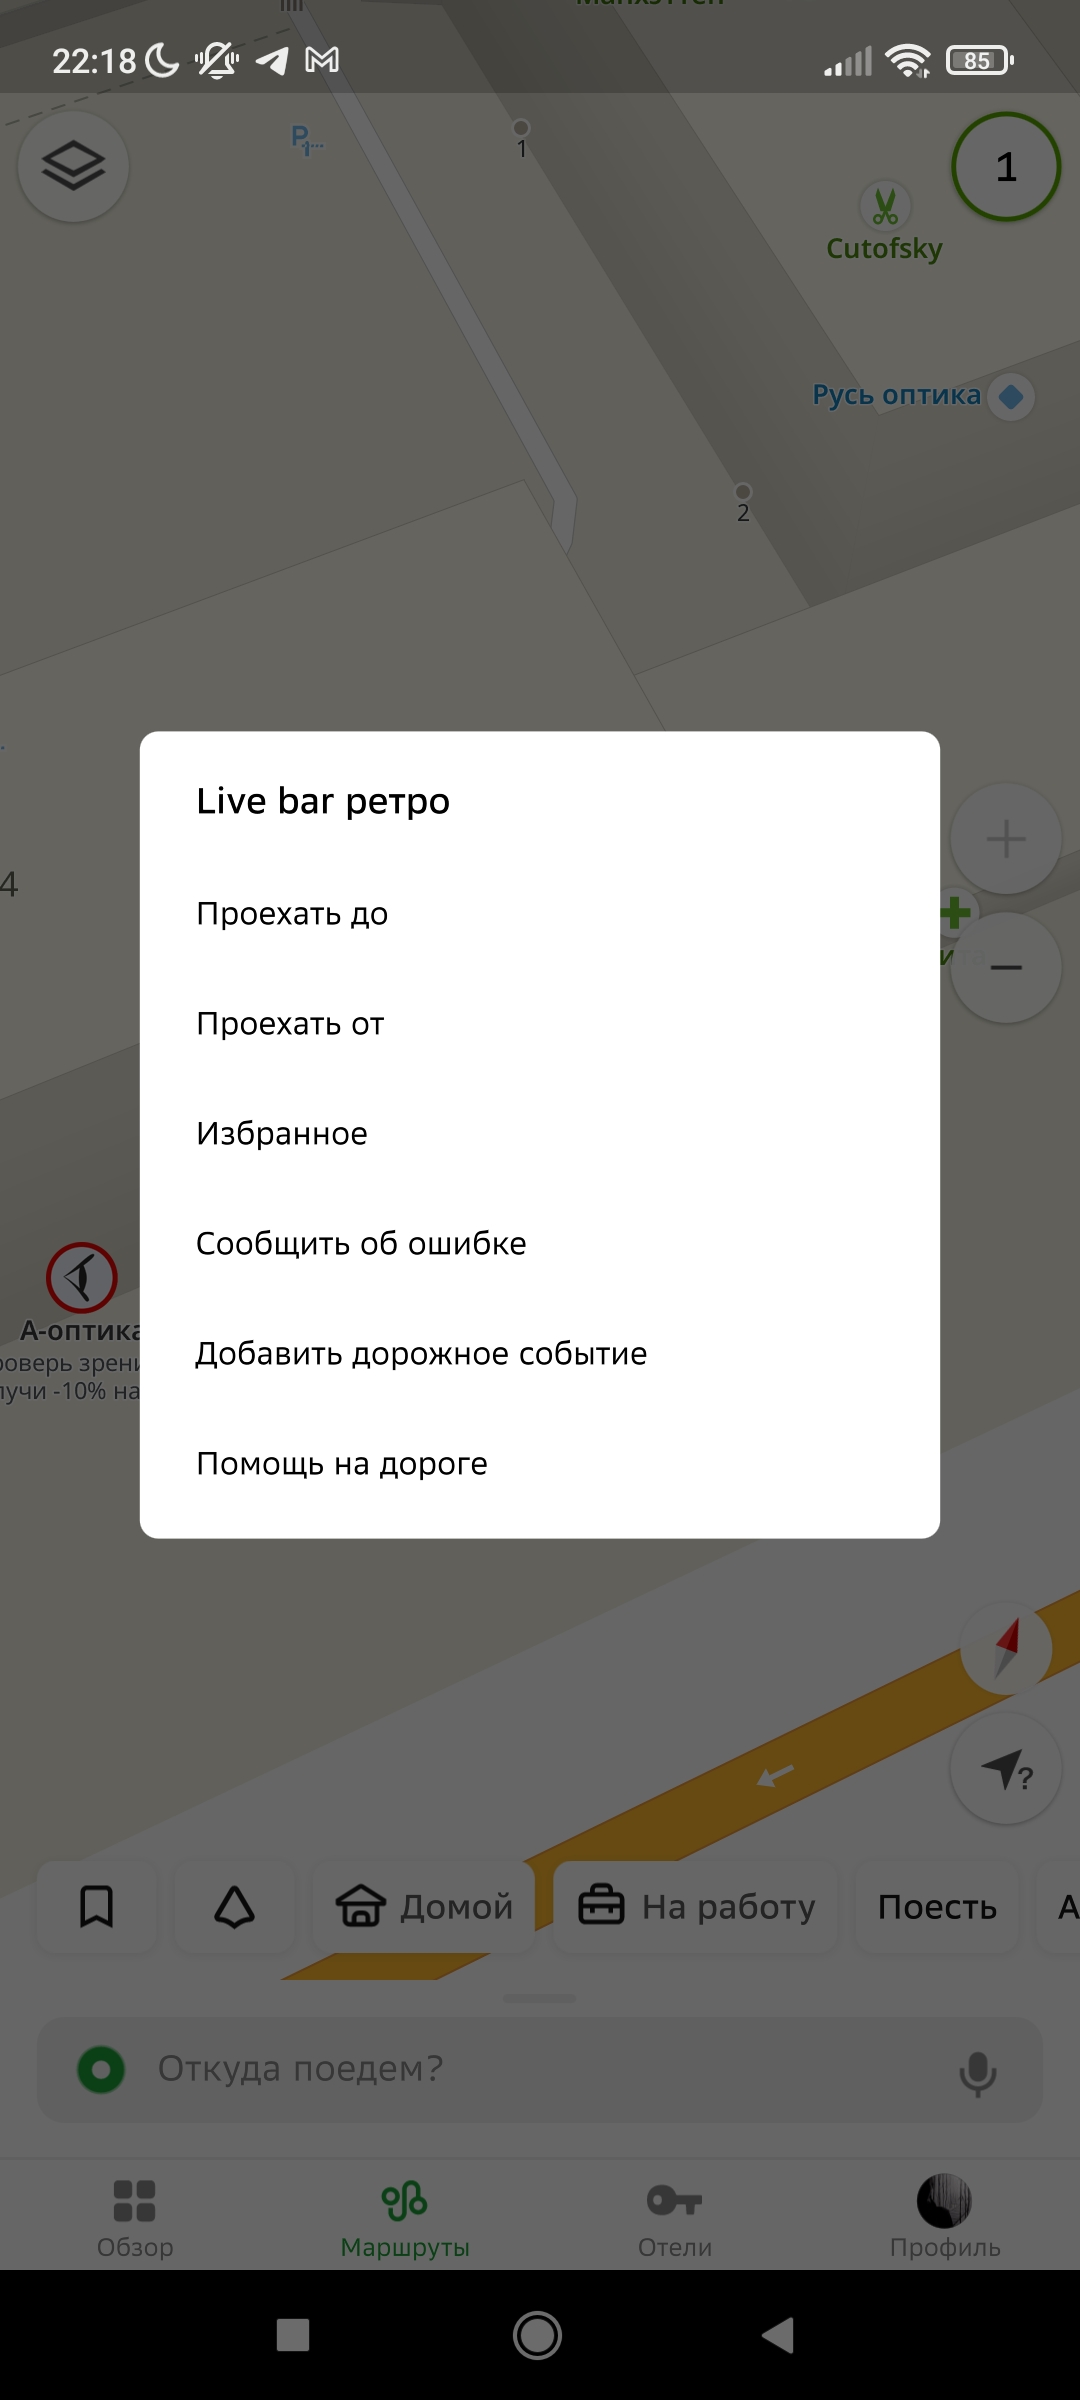 22:18
85
1
1
Cutofsky
Русь оптика
2
Live bar ретро
Проехать до
4
Проехать от
Избранное
Сообщить об ошибке
А-оптика
Добавить дорожное событие
лучи -10% на
Помощь на дороге
?
Домой
На работу
Поесть
А
Откуда поедем?
Обзор
Маршруты
Отели
Профиль